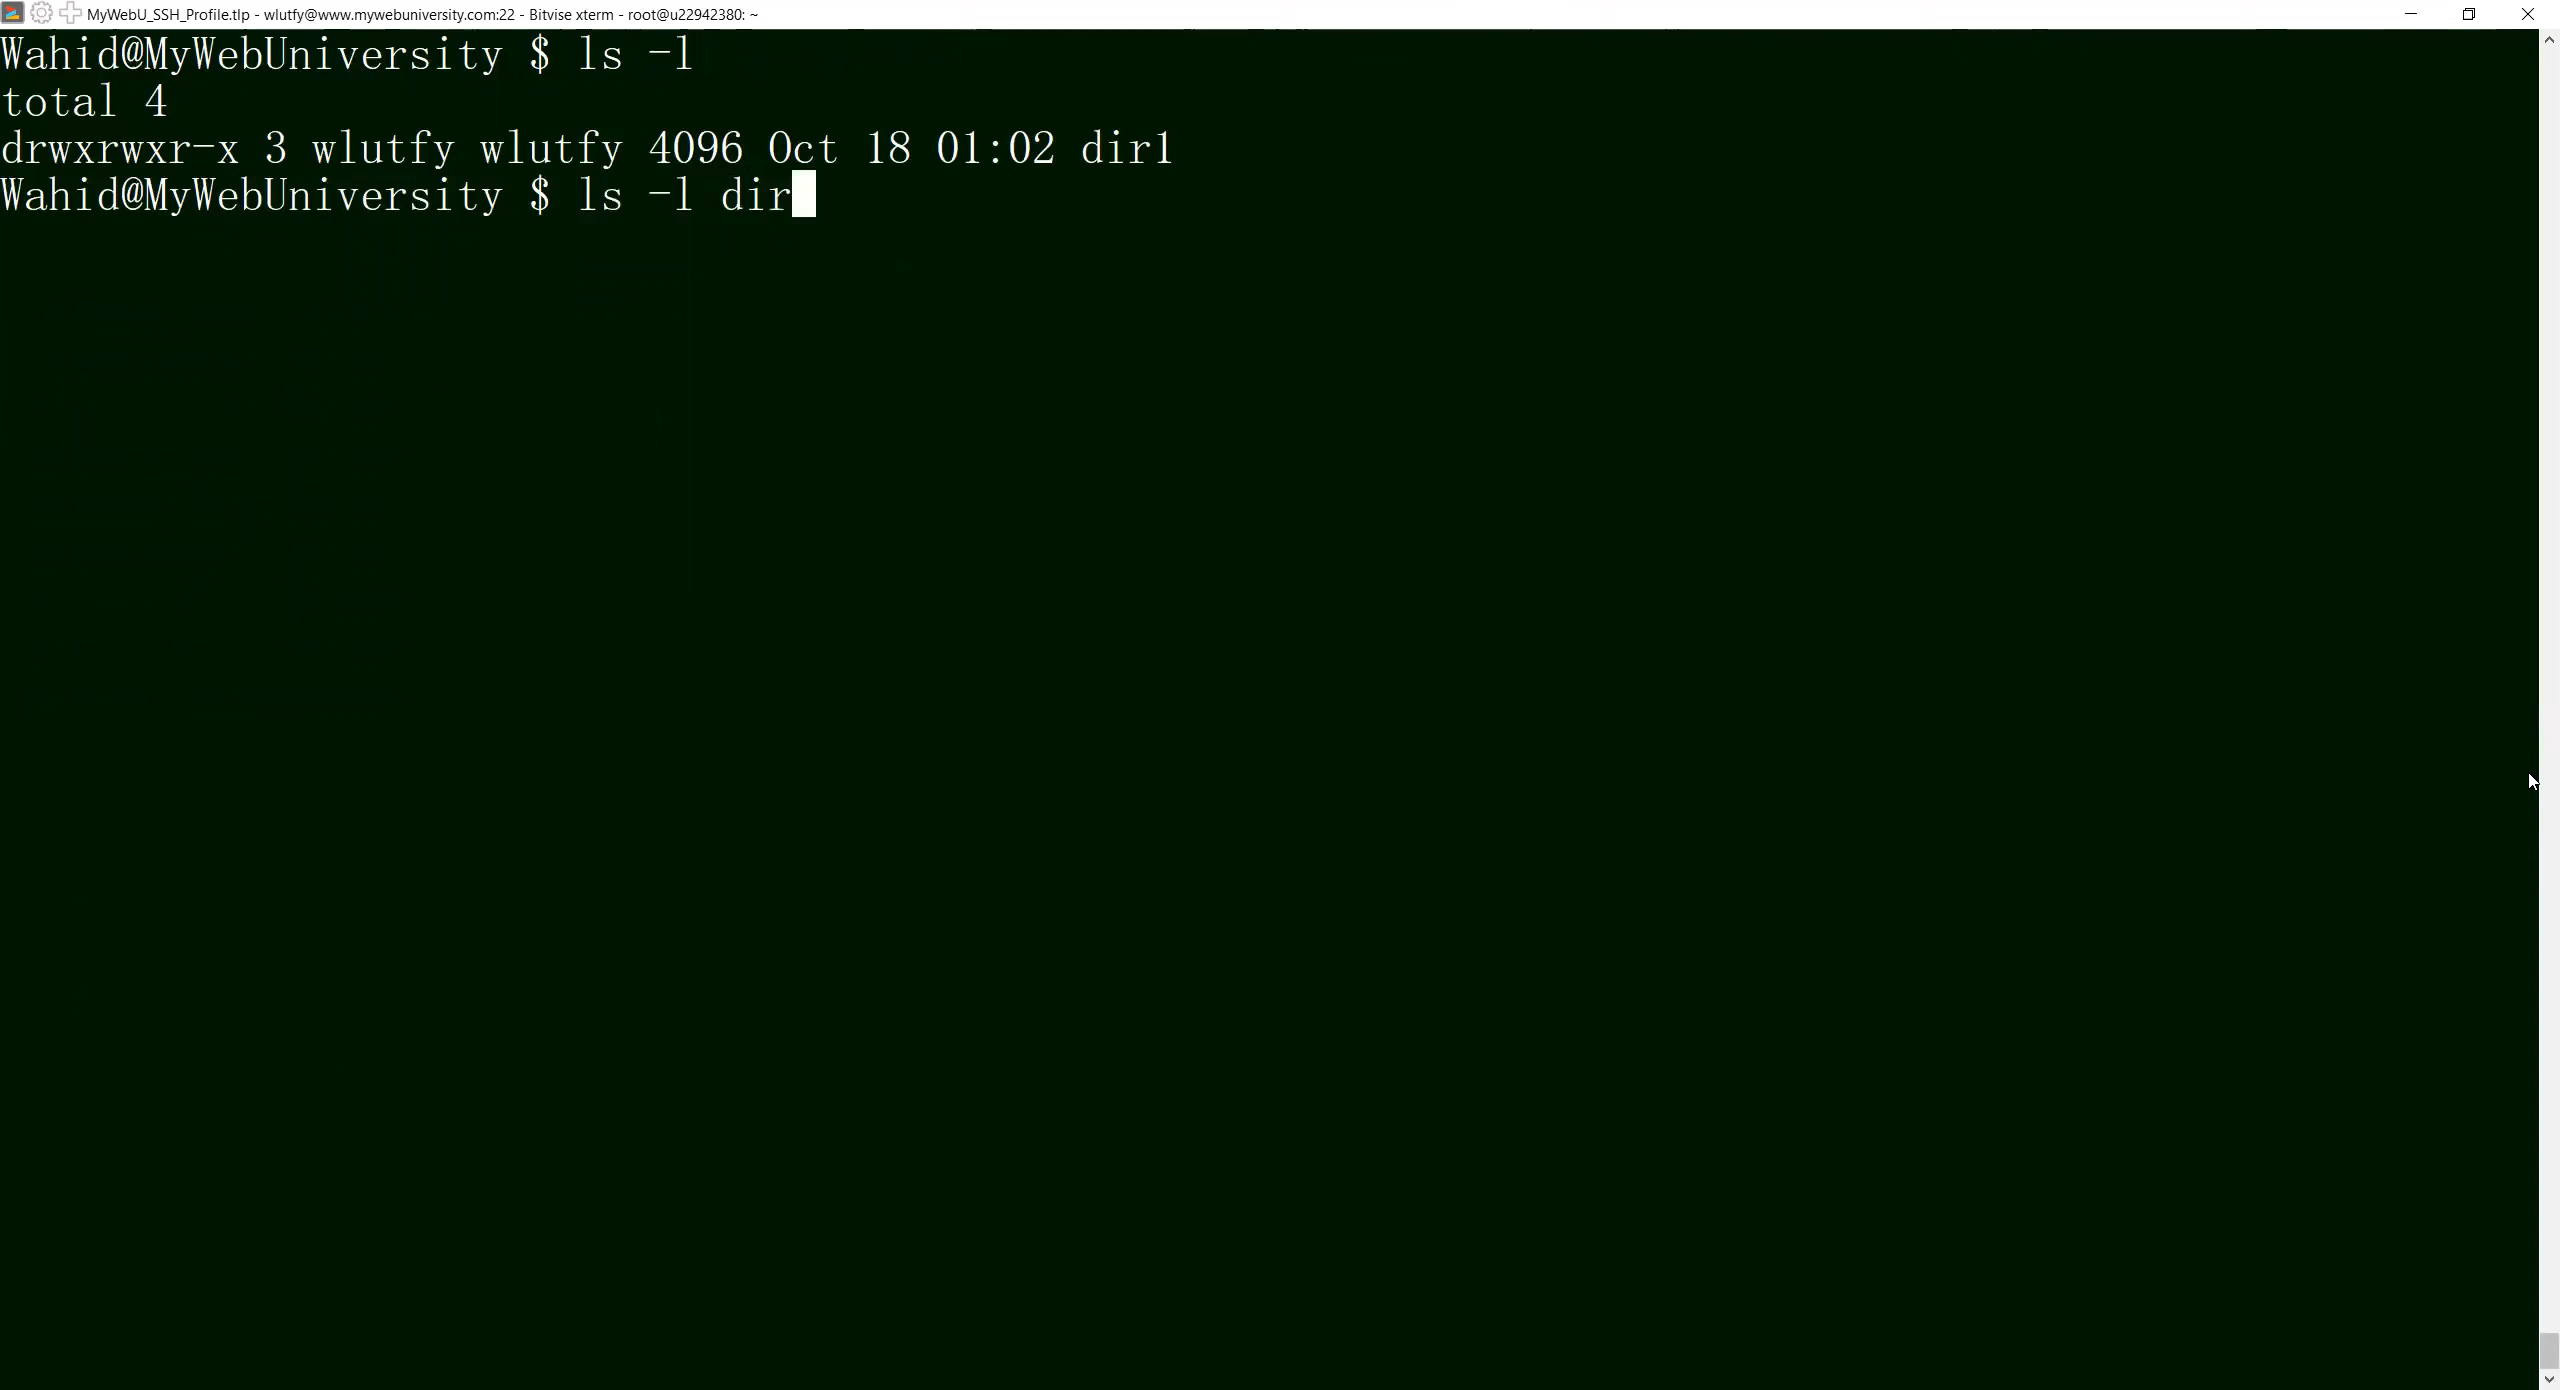 MyWebU_SSH_Profile.tlp - wlutfy@www.mywebuniversity.com:22 - Bitvise xterm - root@u22942380: ~
Wahid@MyWebUniversity $ ls -l
total 4
drwxrwxr-x 3 wlutfy wlutfy 4096 Oct 18 01:02 dir1
Wahid@MyWebUniversity $ ls -l dir